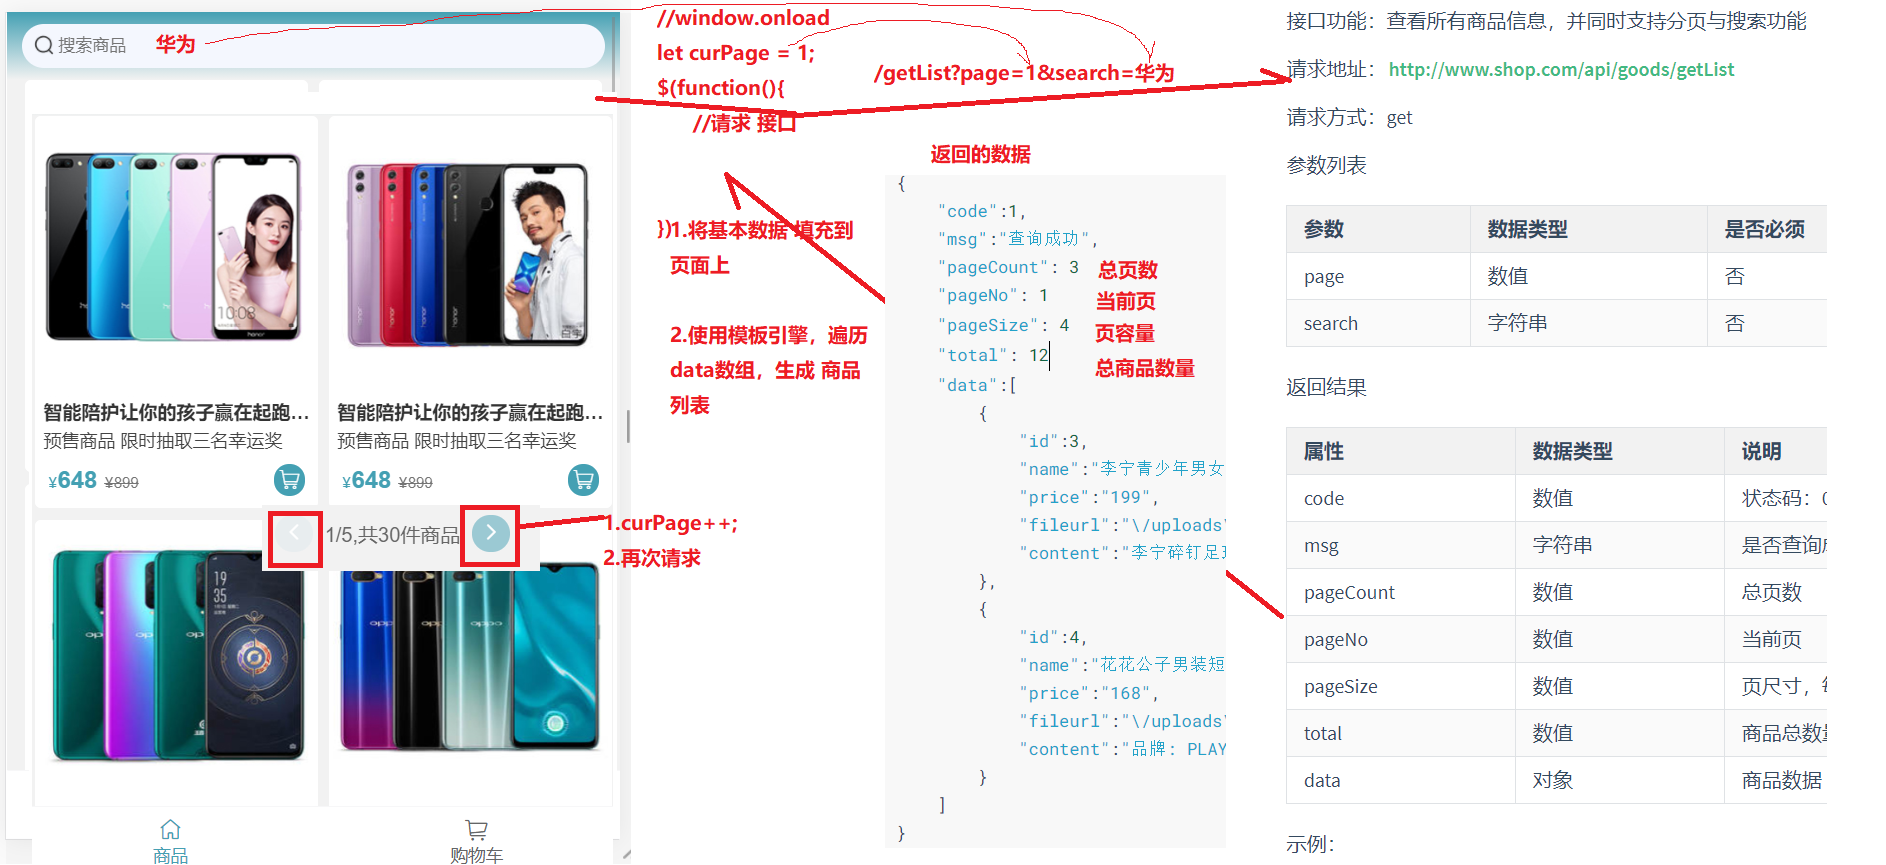 搜索商品 华为
智能陪护让你的孩子赢在起跑...
预售商品 限时抽取三名幸运奖
¥648 ¥899
智能陪护让你的孩子赢在起跑...
预售商品 限时抽取三名幸运奖
¥648 ¥899
1/5,共30件商品
商品
购物车
//window.onload
let curPage = 1;
$(function(){
//请求 接口
})
1.将基本数据 填充到
页面上
2.使用模板引擎，遍历
data数组，生成 商品
列表
1.curPage++;
2.再次请求
/getList?page=1&search=华为
返回的数据
{
"code":1,
"msg":"查询成功",
"pageCount": 3 总页数
"pageNo": 1 当前页
"pageSize": 4 页容量
"total": 12 总商品数量
"data":[
{
"id":3,
"name":"李宁青少年男女
"price":"199",
"fileurl":"\/uploads\
"content":"李宁碎钉足球
},
{
"id":4,
"name":"花花公子男装短
"price":"168",
"fileurl":"\/uploads\
"content":"品牌: PLAY
}
]
}
接口功能：查看所有商品信息，并同时支持分页与搜索功能
请求地址：http://www.shop.com/api/goods/getList
请求方式：get
参数列表
参数 数据类型 是否必须
page 数值 否
search 字符串 否
返回结果
属性 数据类型 说明
code 数值 状态码：0
msg 字符串 是否查询成
pageCount 数值 总页数
pageNo 数值 当前页
pageSize 数值 页尺寸，每
total 数值 商品总数量
data 对象 商品数据
示例：